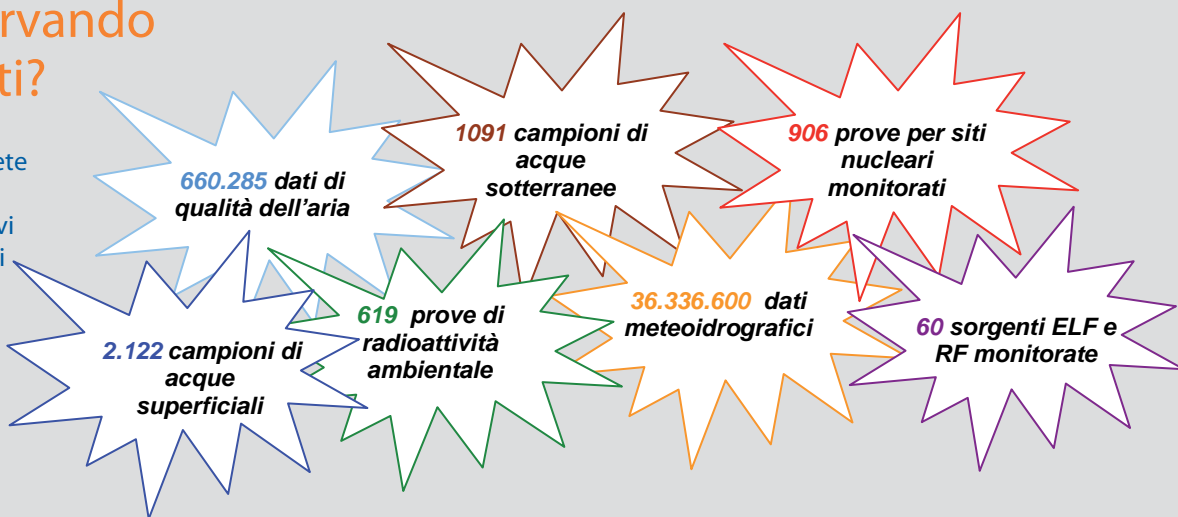 rvando
ti?
ete
vi
i
660.285 dati di
qualità dell'aria
1091 campioni di
acque
sotterranee
906 prove per siti
nucleari
monitorati
2.122 campioni di
acque
superficiali
619 prove di
radioattività
ambientale
36.336.600 dati
meteoidrografici
60 sorgenti ELF e
RF monitorate